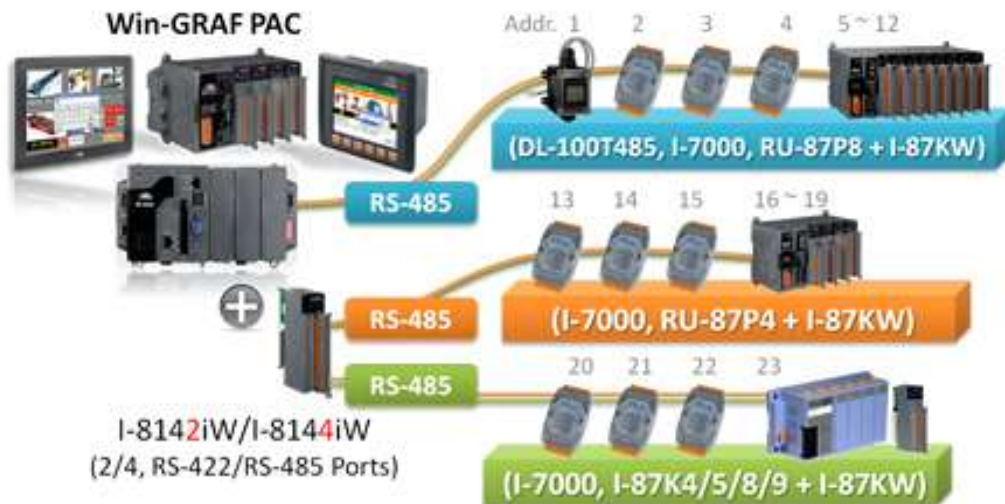 Win-GRAF PAC
Addr. 1 2 3 4 5 ~ 12
(DL-100T485, I-7000, RU-87P8 + I-87KW)
RS-485
13 14 15 16 ~ 19
RS-485
(I-7000, RU-87P4 + I-87KW)
20 21 22 23
RS-485
I-8142iW/I-8144iW
(2/4, RS-422/RS-485 Ports)
(I-7000, I-87K4/5/8/9 + I-87KW)